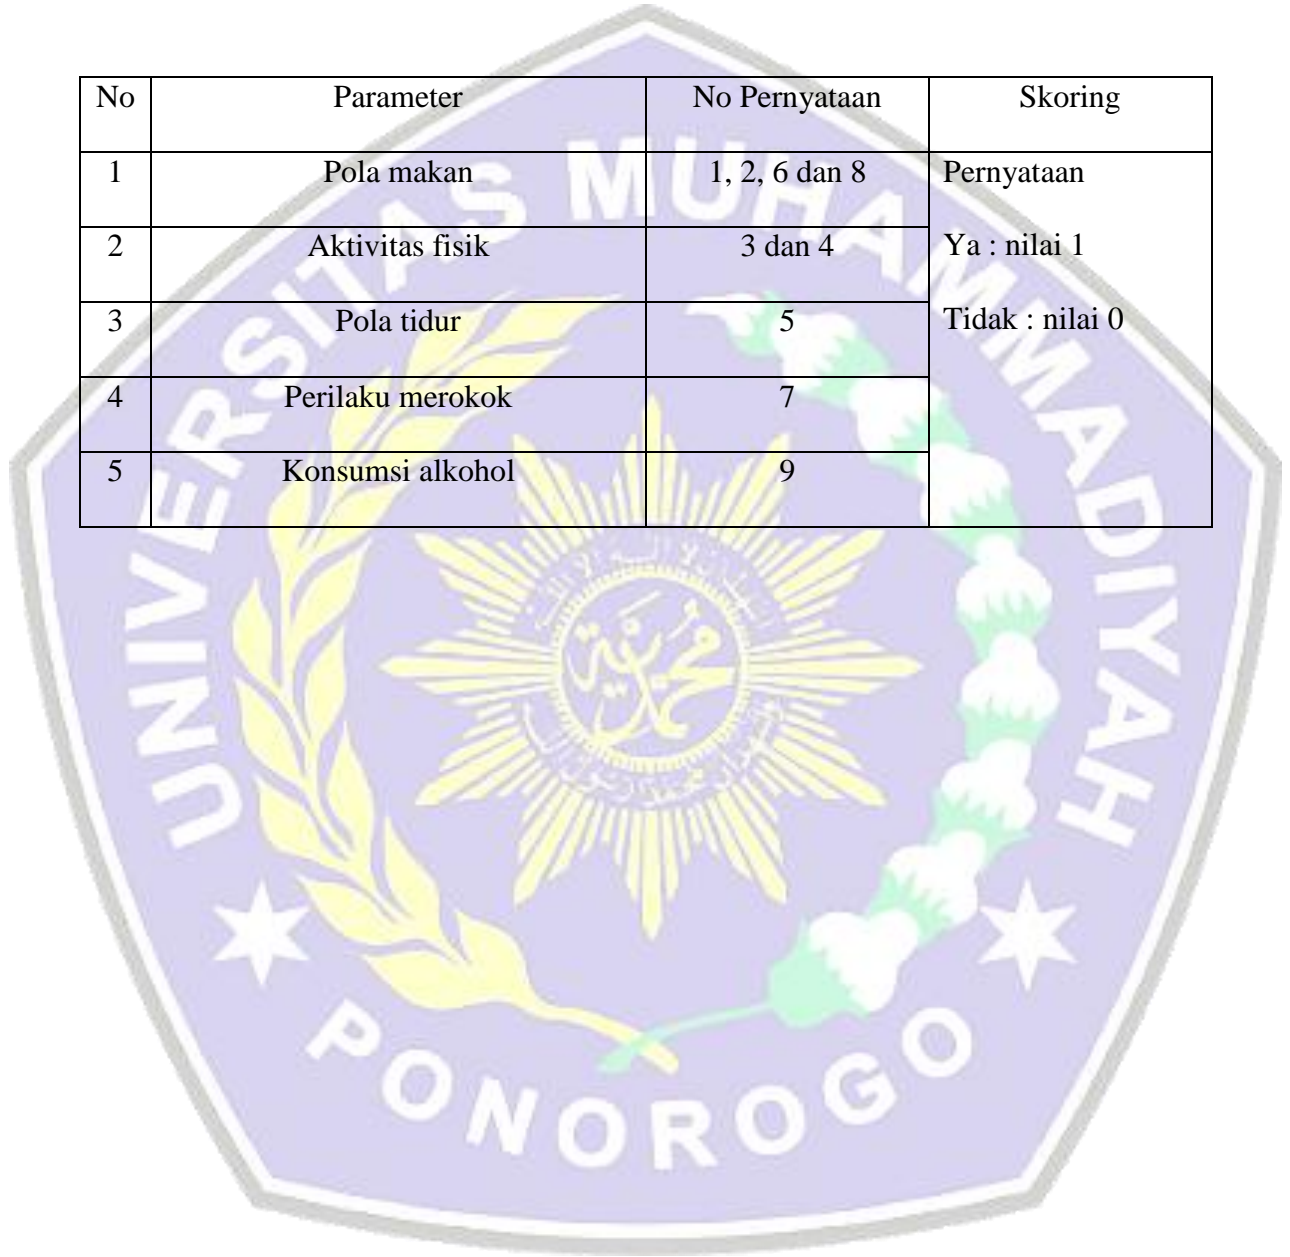 No Parameter No Pernyataan Skoring
1 Pola makan 1, 2, 6 dan 8 Pernyataan
2 Aktivitas fisik 3 dan 4 Ya : nilai 1
3 Pola tidur 5 Tidak : nilai 0
4 Perilaku merokok 7
5 Konsumsi alkohol 9
UNIVERSITAS MUHAMMADIYAH
PONOROGO
محمدية